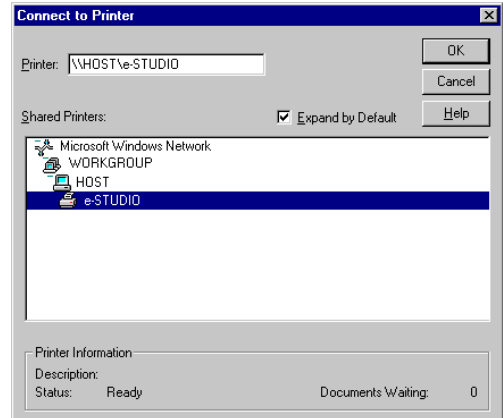 Connect to Printer
Printer: \\HOST\e-STUDIO
OK
Cancel
Shared Printers:
Expand by Default
Help
Microsoft Windows Network
WORKGROUP
HOST
e-STUDIO
Printer Information
Description:
Status: Ready Documents Waiting: 0